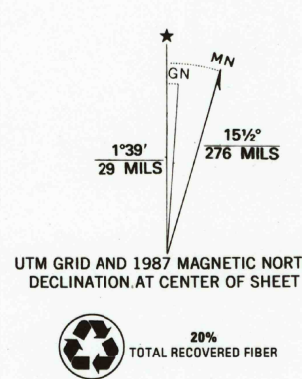 ★
MN
GN
1°39′
29 MILS
15½°
276 MILS
UTM GRID AND 1987 MAGNETIC NORT
DECLINATION AT CENTER OF SHEET
20%
TOTAL RECOVERED FIBER